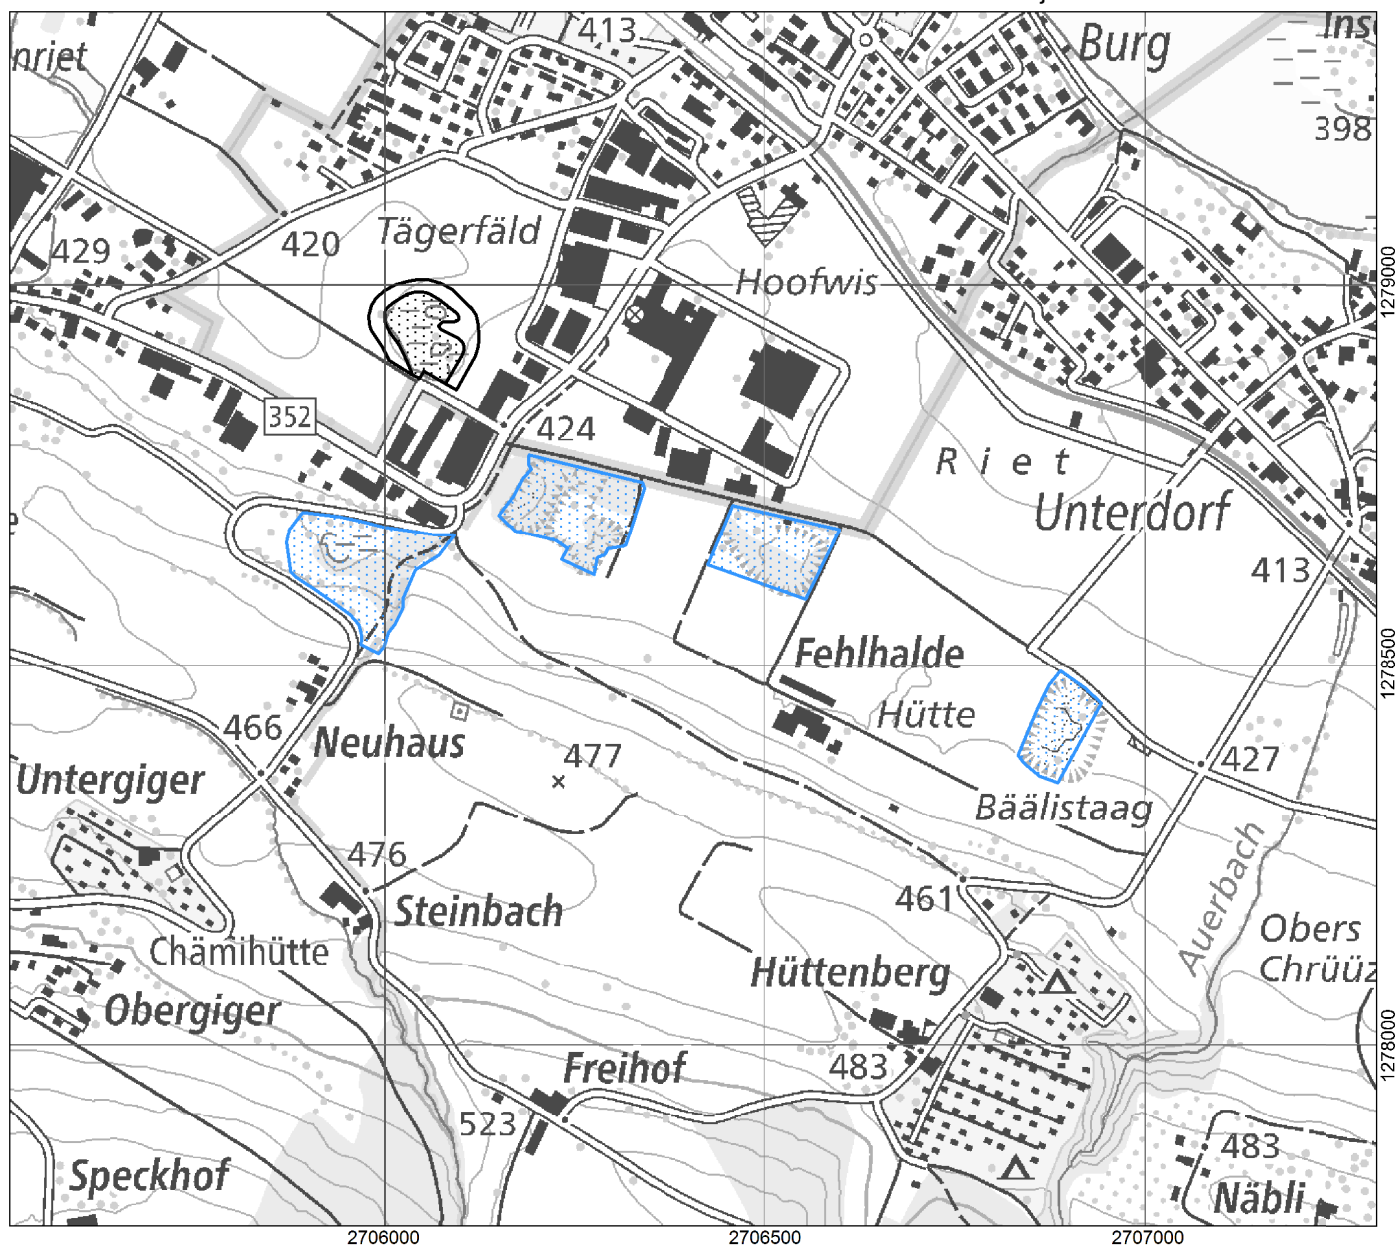 413
Burg
398
429
420
Tägerfäld
Hoofwis
1279000
352
424
Riet
Unterdorf
413
Fehlhalde
1278500
466
Neuhaus
Hütte
477
427
Untergiger
Bäälistaag
476
461
Steinbach
Auerbach
Obers
Chämihütte
Chrüüz
Hüttenberg
Obergiger
1278000
Freihof
483
523
483
Speckhof
Näbli
2706000
2706500
2707000